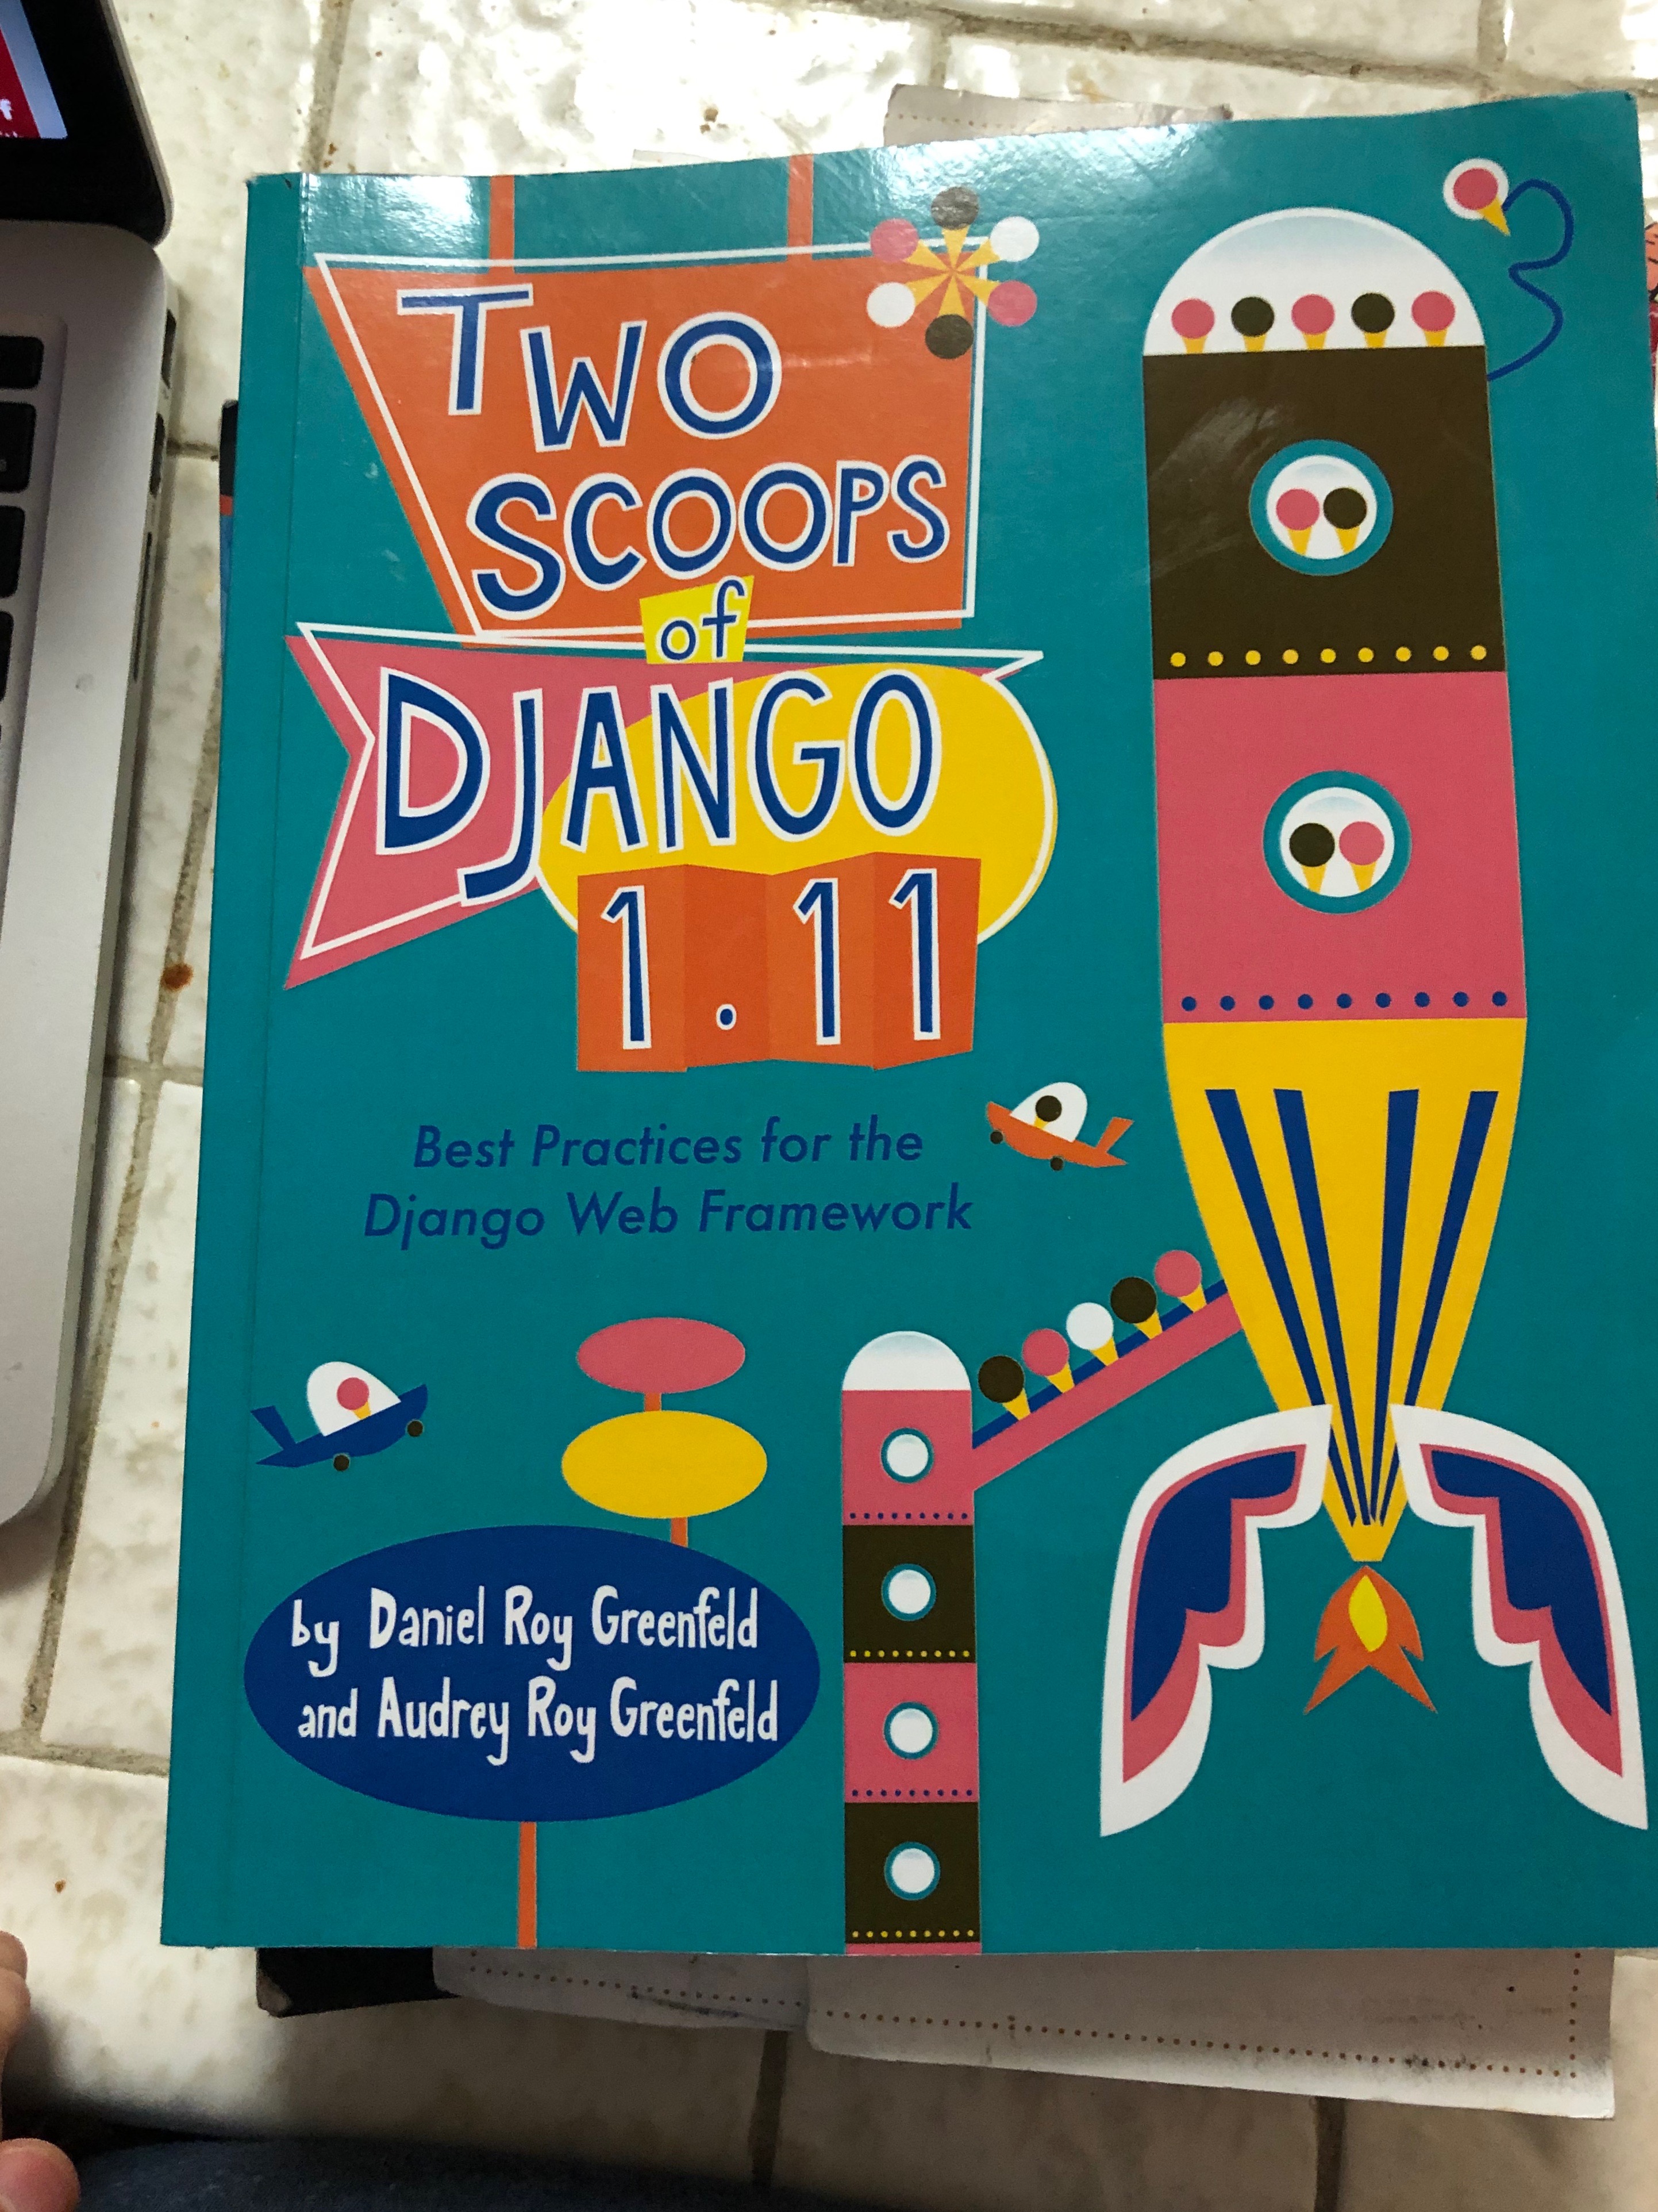 Two
Scoops
of
Django
1.11
Best Practices for the
Django Web Framework
by Daniel Roy Greenfeld
and Audrey Roy Greenfeld